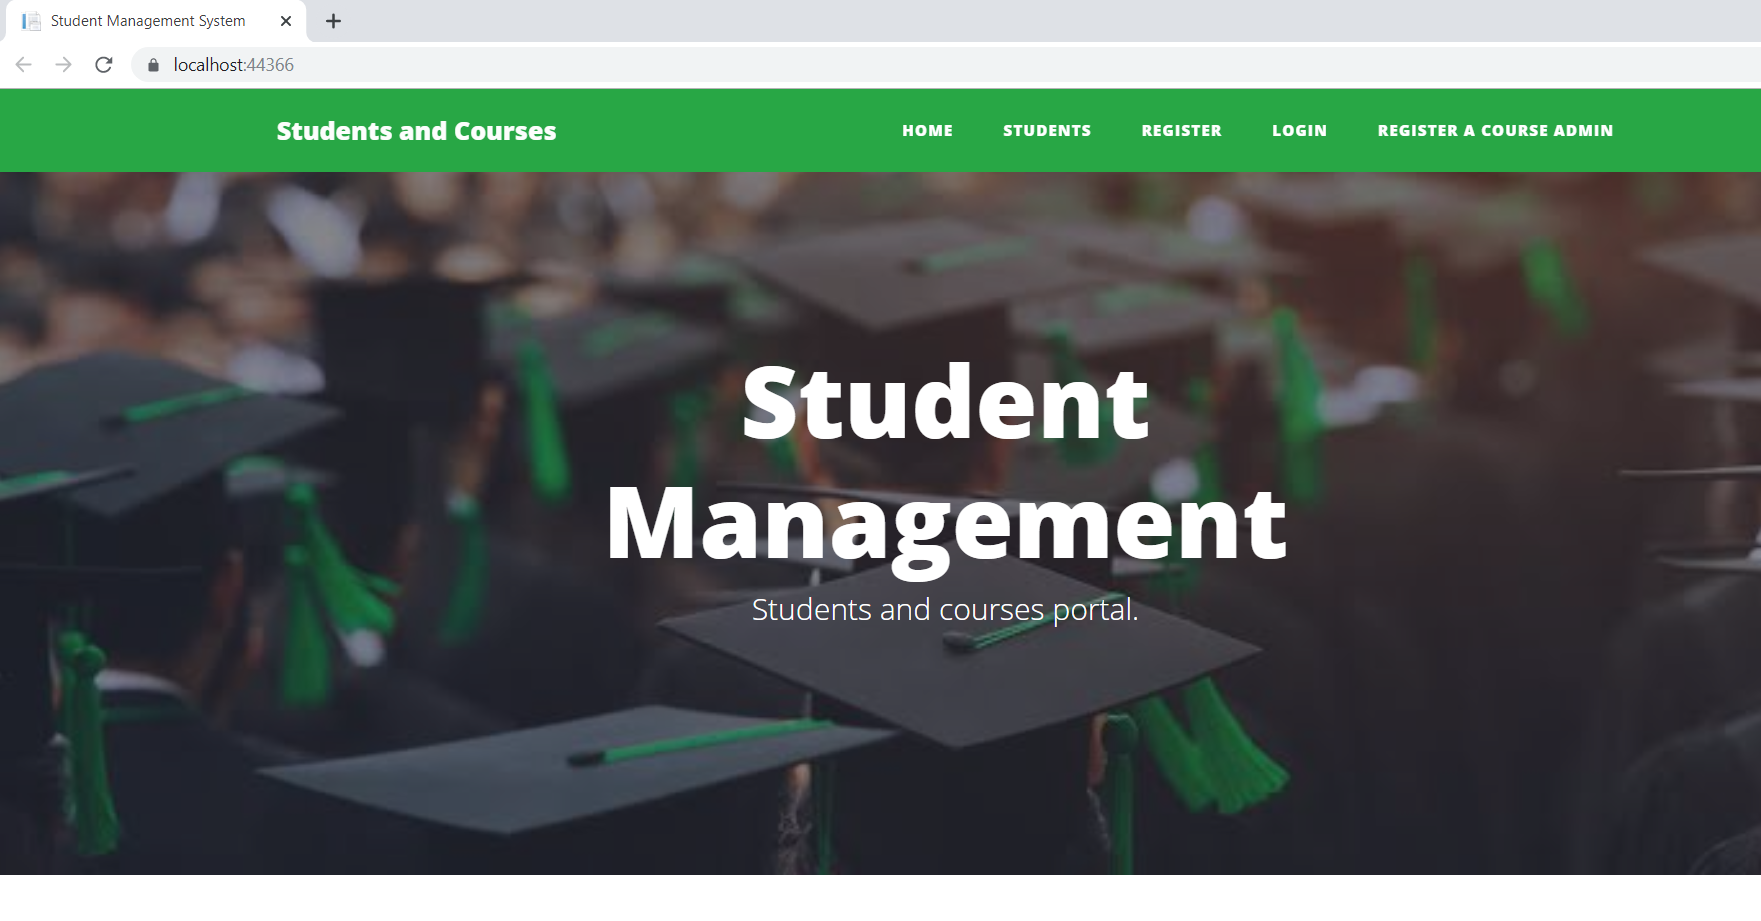 Student Management System
localhost:44366
Students and Courses
HOME STUDENTS REGISTER LOGIN REGISTER A COURSE ADMIN
Student
Management
Students and courses portal.